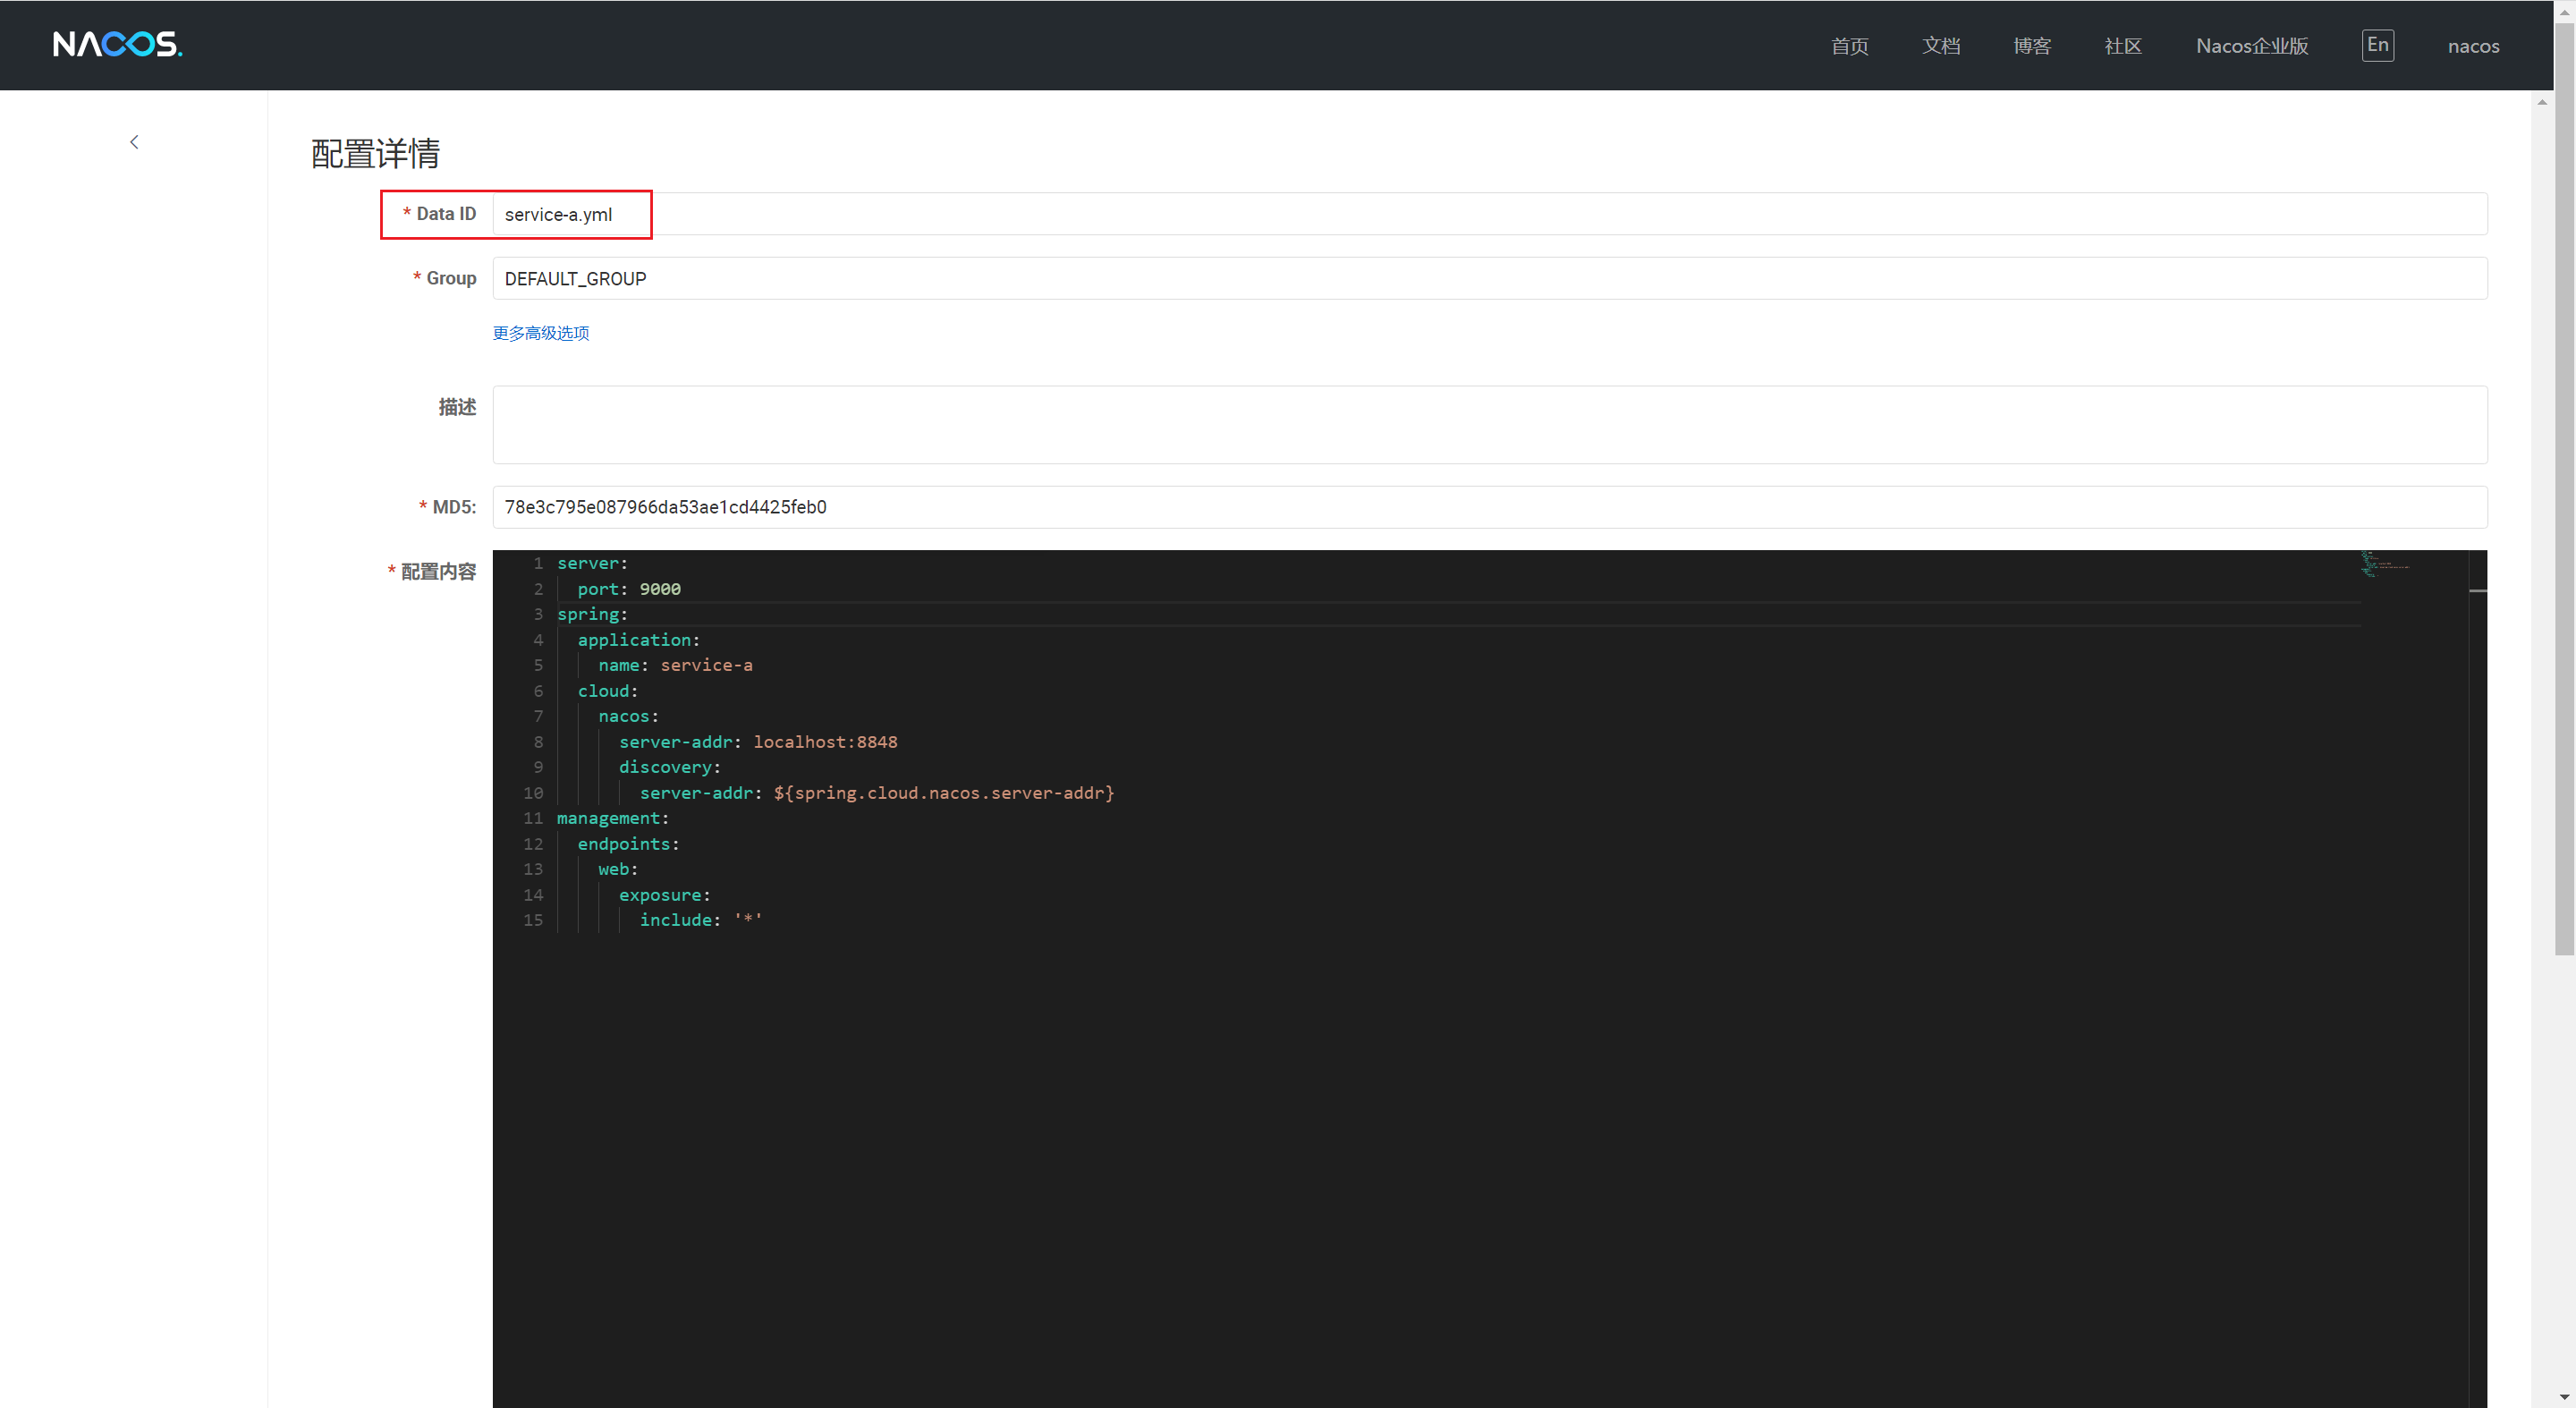 NACOS.
首页 文档 博客 社区 Nacos企业版 En nacos
配置详情
* Data ID service-a.yml
* Group DEFAULT_GROUP
更多高级选项
描述
* MD5: 78e3c795e087966da53ae1cd4425feb0
* 配置内容
1 server:
2   port: 9000
3 spring:
4   application:
5     name: service-a
6   cloud:
7     nacos:
8       server-addr: localhost:8848
9       discovery:
10         server-addr: ${spring.cloud.nacos.server-addr}
11 management:
12   endpoints:
13     web:
14       exposure:
15         include: '*'